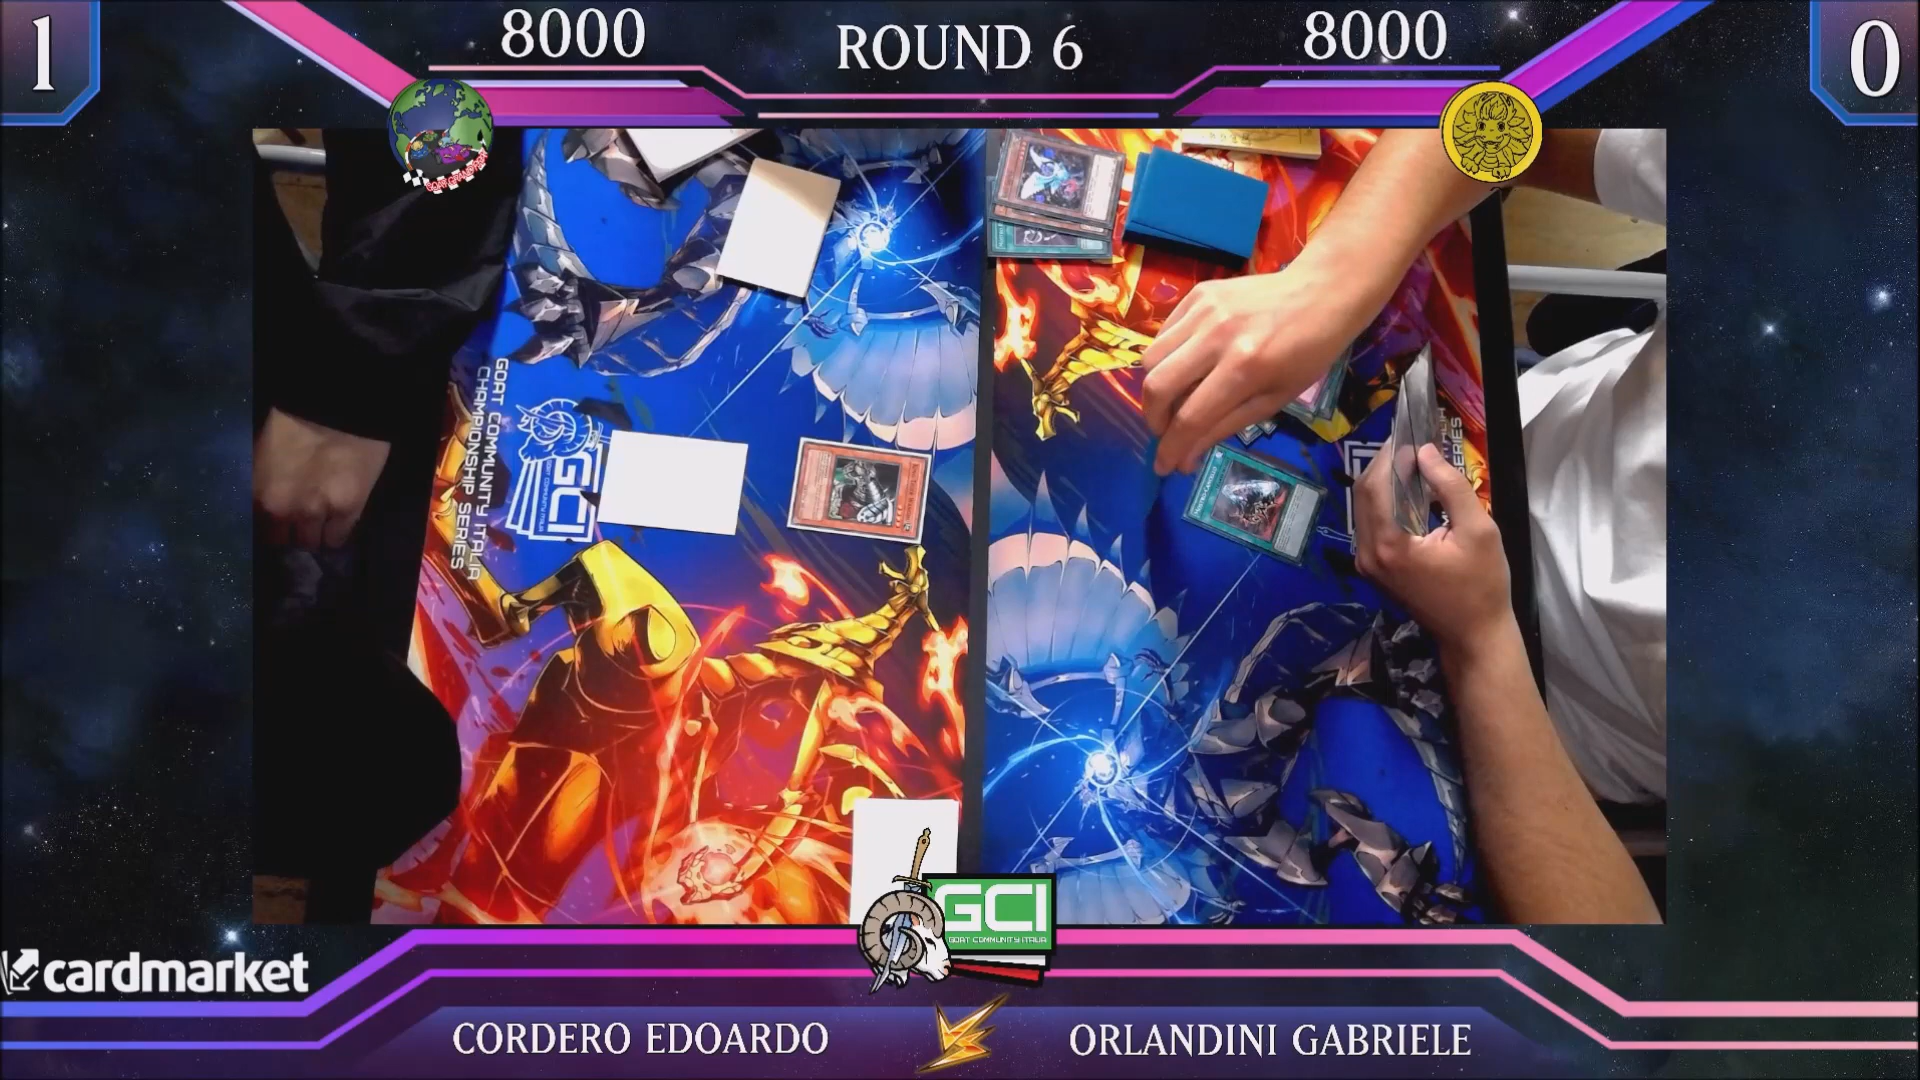 1
8000
ROUND 6
8000
0
GOAT COMMUNITY ITALIA
CHAMPIONSHIP SERIES
GCI
GCI
GOAT COMMUNITY ITALIA
cardmarket
CORDERO EDOARDO
ORLANDINI GABRIELE